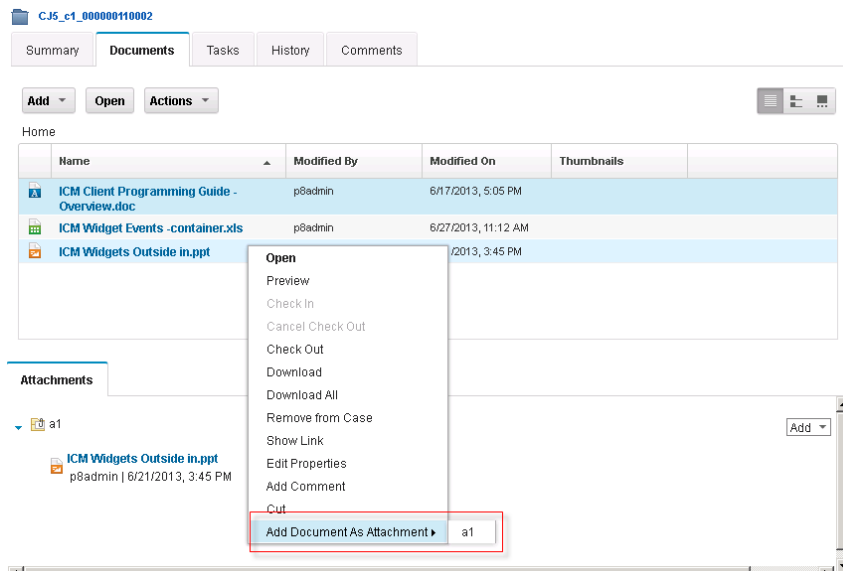 CJ5_c1_000000110002
Summary Documents Tasks History Comments
Add Open Actions
Home
Name Modified By Modified On Thumbnails
ICM Client Programming Guide - p8admin 6/17/2013, 5:05 PM
Overview.doc
ICM Widget Events -container.xls p8admin 6/27/2013, 11:12 AM
ICM Widgets Outside in.ppt /2013, 3:45 PM
Open
Preview
Check In
Cancel Check Out
Check Out
Download
Download All
Remove from Case
Show Link
Edit Properties
Add Comment
Cut
Add Document As Attachment a1
Attachments
a1 Add
ICM Widgets Outside in.ppt
p8admin | 6/21/2013, 3:45 PM